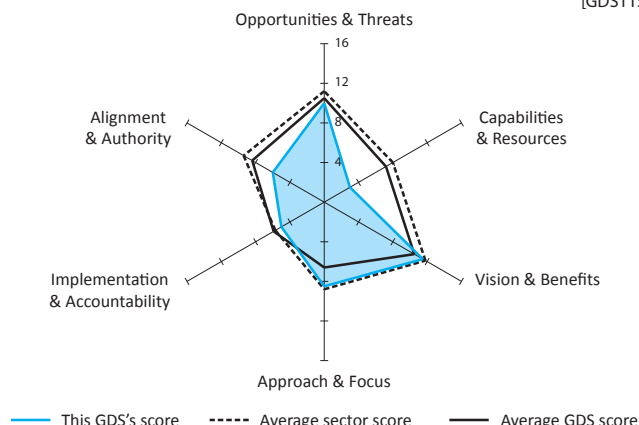 [GDS11
Opportunities & Threats
16
12
8
4
Alignment
& Authority
Capabilities
& Resources
Implementation
& Accountability
Vision & Benefits
Approach & Focus
This GDS's score
Average sector score
Average GDS score